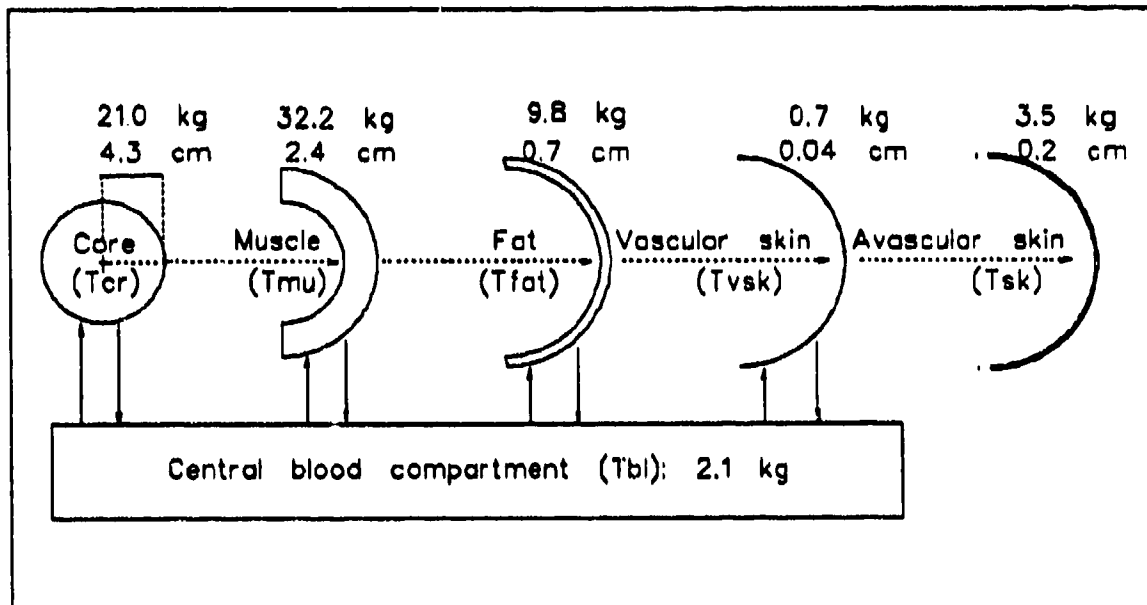 21.0 kg
4.3 cm
32.2 kg
2.4 cm
9.8 kg
0.7 cm
0.7 kg
0.04 cm
3.5 kg
0.2 cm
Core
(Tcr)
Muscle
(Tmu)
Fat
(Tfat)
Vascular skin
(Tvsk)
Avascular skin
(Tsk)
Central blood compartment (Tbl): 2.1 kg